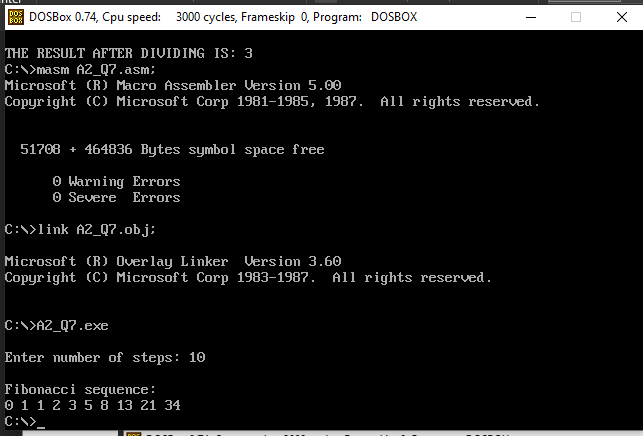 DOSBox 0.74, Cpu speed: 3000 cycles, Frameskip 0, Program: DOSBOX
THE RESULT AFTER DIVIDING IS: 3
C:\>masm A2_Q7.asm;
Microsoft (R) Macro Assembler Version 5.00
Copyright (C) Microsoft Corp 1981-1985, 1987.  All rights reserved.
51708 + 464836 Bytes symbol space free
0 Warning Errors
0 Severe  Errors
C:\>link A2_Q7.obj;
Microsoft (R) Overlay Linker  Version 3.60
Copyright (C) Microsoft Corp 1983-1987.  All rights reserved.
C:\>A2_Q7.exe
Enter number of steps: 10
Fibonacci sequence:
0 1 1 2 3 5 8 13 21 34
C:\>_